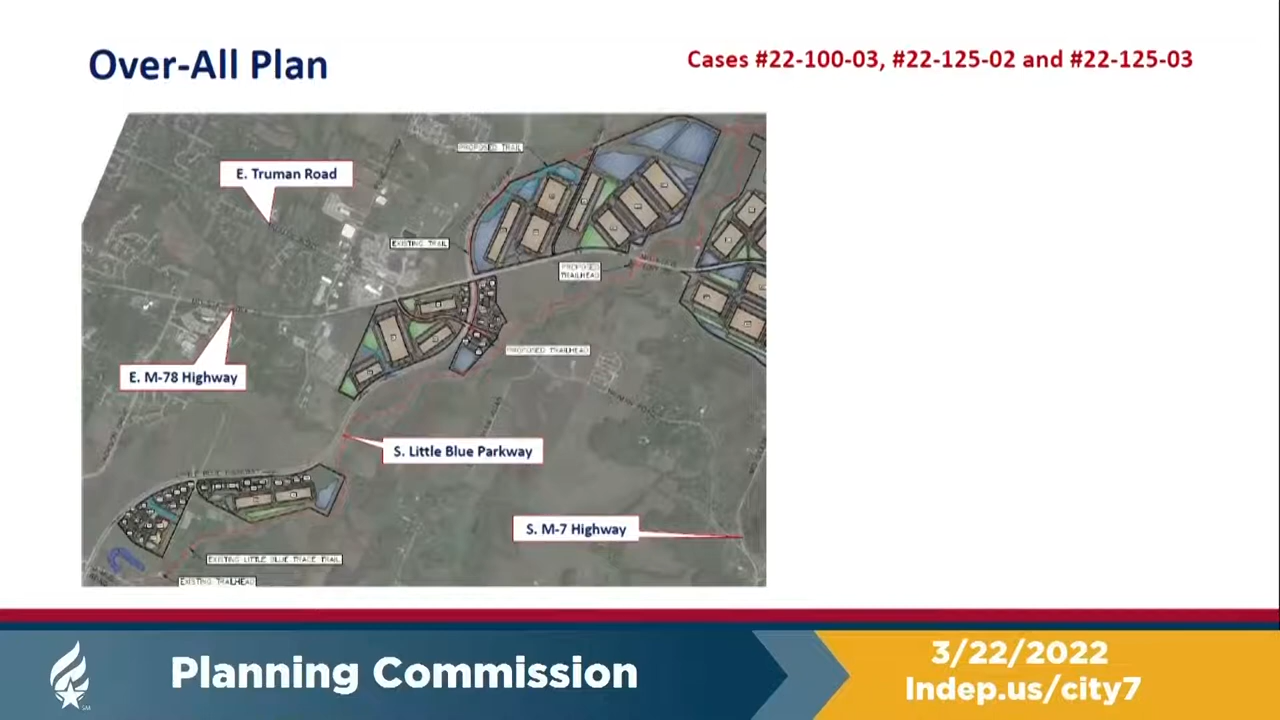 Over-All Plan
Cases #22-100-03, #22-125-02 and #22-125-03
PROPOSED TRAIL
E. Truman Road
EXISTING TRAIL
PROPOSED
TRAILHEAD
PROPOSED TRAILHEAD
E. M-78 Highway
S. Little Blue Parkway
S. M-7 Highway
EXISTING LITTLE BLUE TRACE TRAIL
EXISTING TRAILHEAD
Planning Commission
SM
3/22/2022
Indep.us/city7